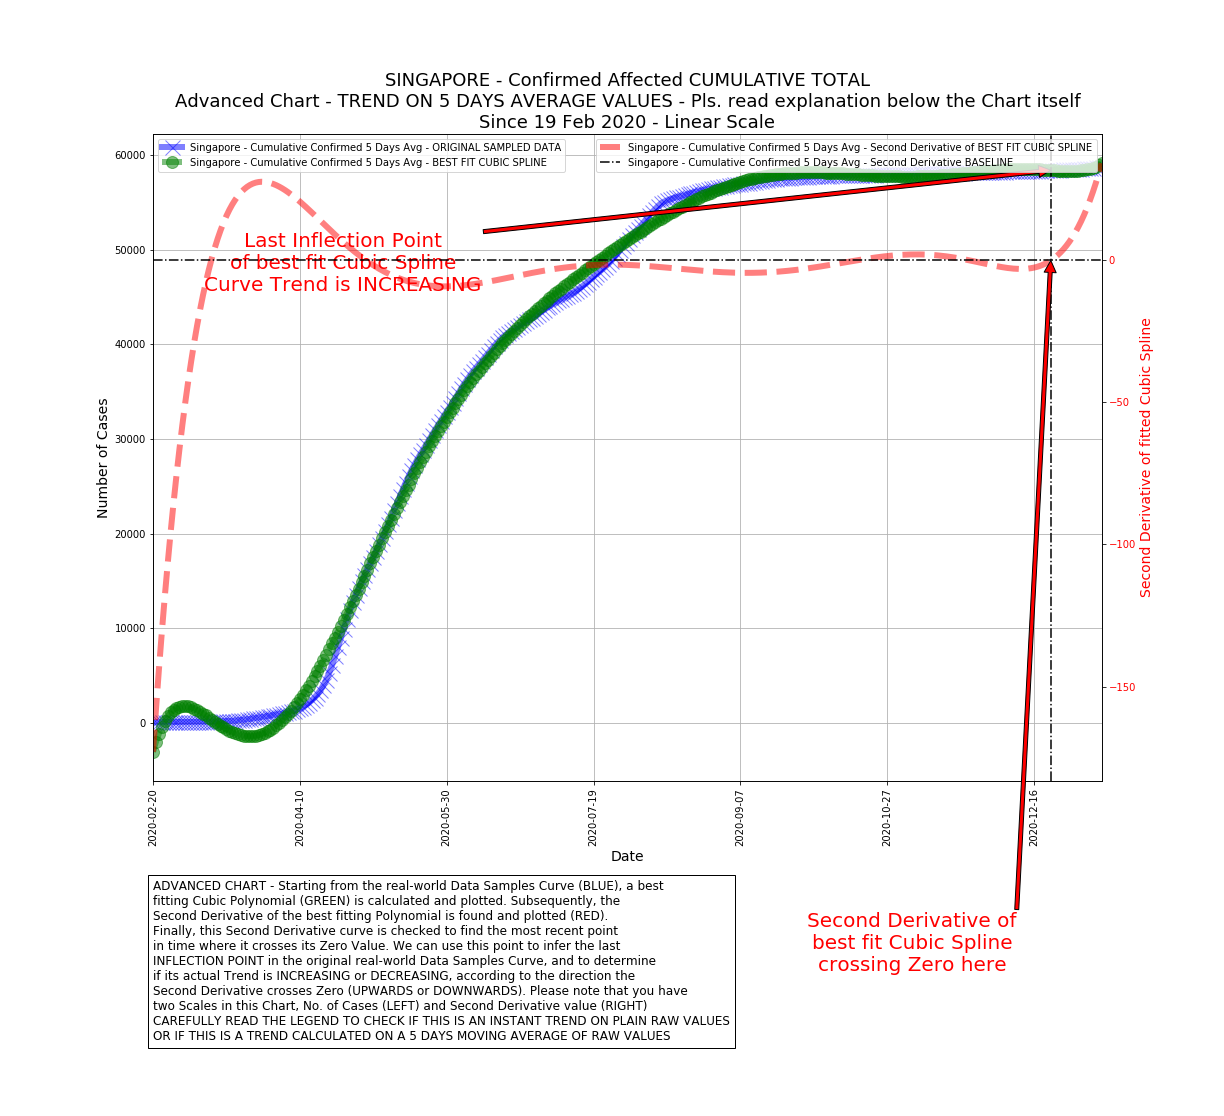 SINGAPORE - Confirmed Affected CUMULATIVE TOTAL
Advanced Chart - TREND ON 5 DAYS AVERAGE VALUES - Pls. read explanation below the Chart itself
Since 19 Feb 2020 - Linear Scale
Singapore - Cumulative Confirmed 5 Days Avg - ORIGINAL SAMPLED DATA
Singapore - Cumulative Confirmed 5 Days Avg - BEST FIT CUBIC SPLINE
Singapore - Cumulative Confirmed 5 Days Avg - Second Derivative of BEST FIT CUBIC SPLINE
Singapore - Cumulative Confirmed 5 Days Avg - Second Derivative BASELINE
60000
50000
40000
30000
20000
10000
0
Number of Cases
Last Inflection Point
of best fit Cubic Spline
Curve Trend is INCREASING
0
−50
−100
−150
Second Derivative of fitted Cubic Spline
2020-02-20
2020-04-10
2020-05-30
2020-07-19
2020-09-07
2020-10-27
2020-12-16
Date
Second Derivative of
best fit Cubic Spline
crossing Zero here
ADVANCED CHART - Starting from the real-world Data Samples Curve (BLUE), a best
fitting Cubic Polynomial (GREEN) is calculated and plotted. Subsequently, the
Second Derivative of the best fitting Polynomial is found and plotted (RED).
Finally, this Second Derivative curve is checked to find the most recent point
in time where it crosses its Zero Value. We can use this point to infer the last
INFLECTION POINT in the original real-world Data Samples Curve, and to determine
if its actual Trend is INCREASING or DECREASING, according to the direction the
Second Derivative crosses Zero (UPWARDS or DOWNWARDS). Please note that you have
two Scales in this Chart, No. of Cases (LEFT) and Second Derivative value (RIGHT)
CAREFULLY READ THE LEGEND TO CHECK IF THIS IS AN INSTANT TREND ON PLAIN RAW VALUES
OR IF THIS IS A TREND CALCULATED ON A 5 DAYS MOVING AVERAGE OF RAW VALUES